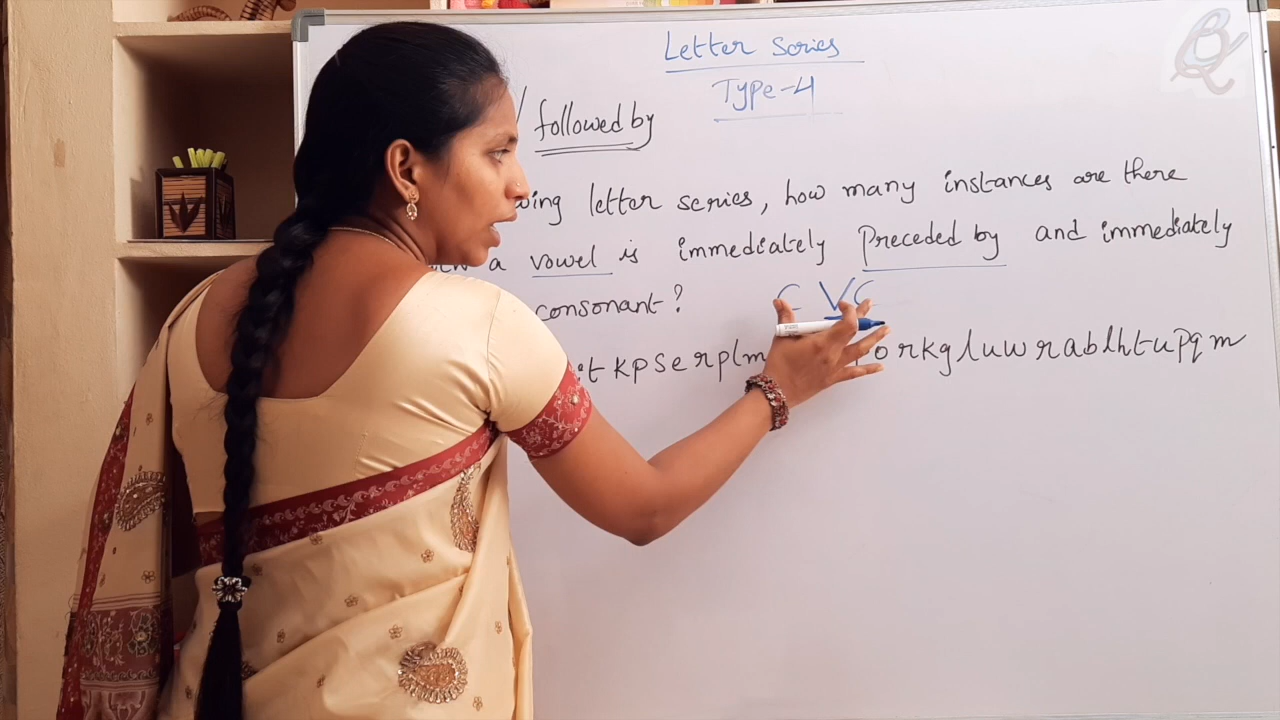 Letter Series
Type-4
/ followed by
letter series, how many instances are there
a vowel is immediately preceded by and immediately
consonant?
C V C
t k p s e r p l m o r k g l u w r a b l h t u p q m